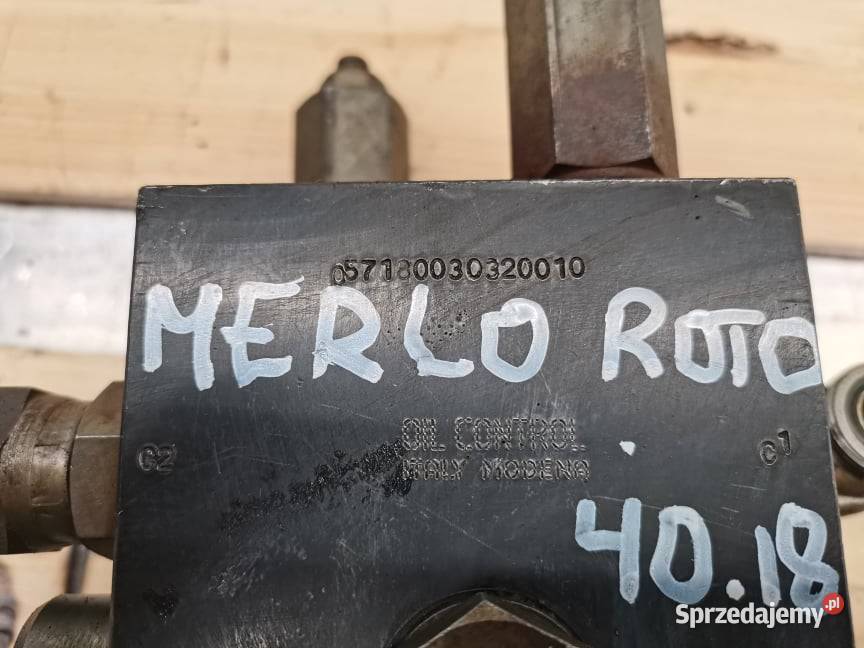 057180030320010
MERLO ROTO
OIL CONTROL
ITALY MODENA
C2
C1
40.18
Sprzedajemy.pl